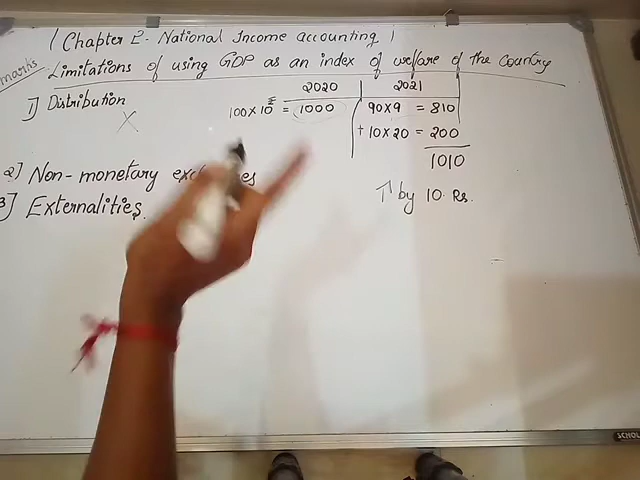 Chapter 2 - National Income accounting
marks
Limitations of using GDP as an index of welfare of the Country
2020 2021
1] Distribution
100 x 10 = 1000
90 x 9 = 810
+ 10 x 20 = 200
1010
2] Non-monetary
↑ by 10 Rs.
3] Externalities.